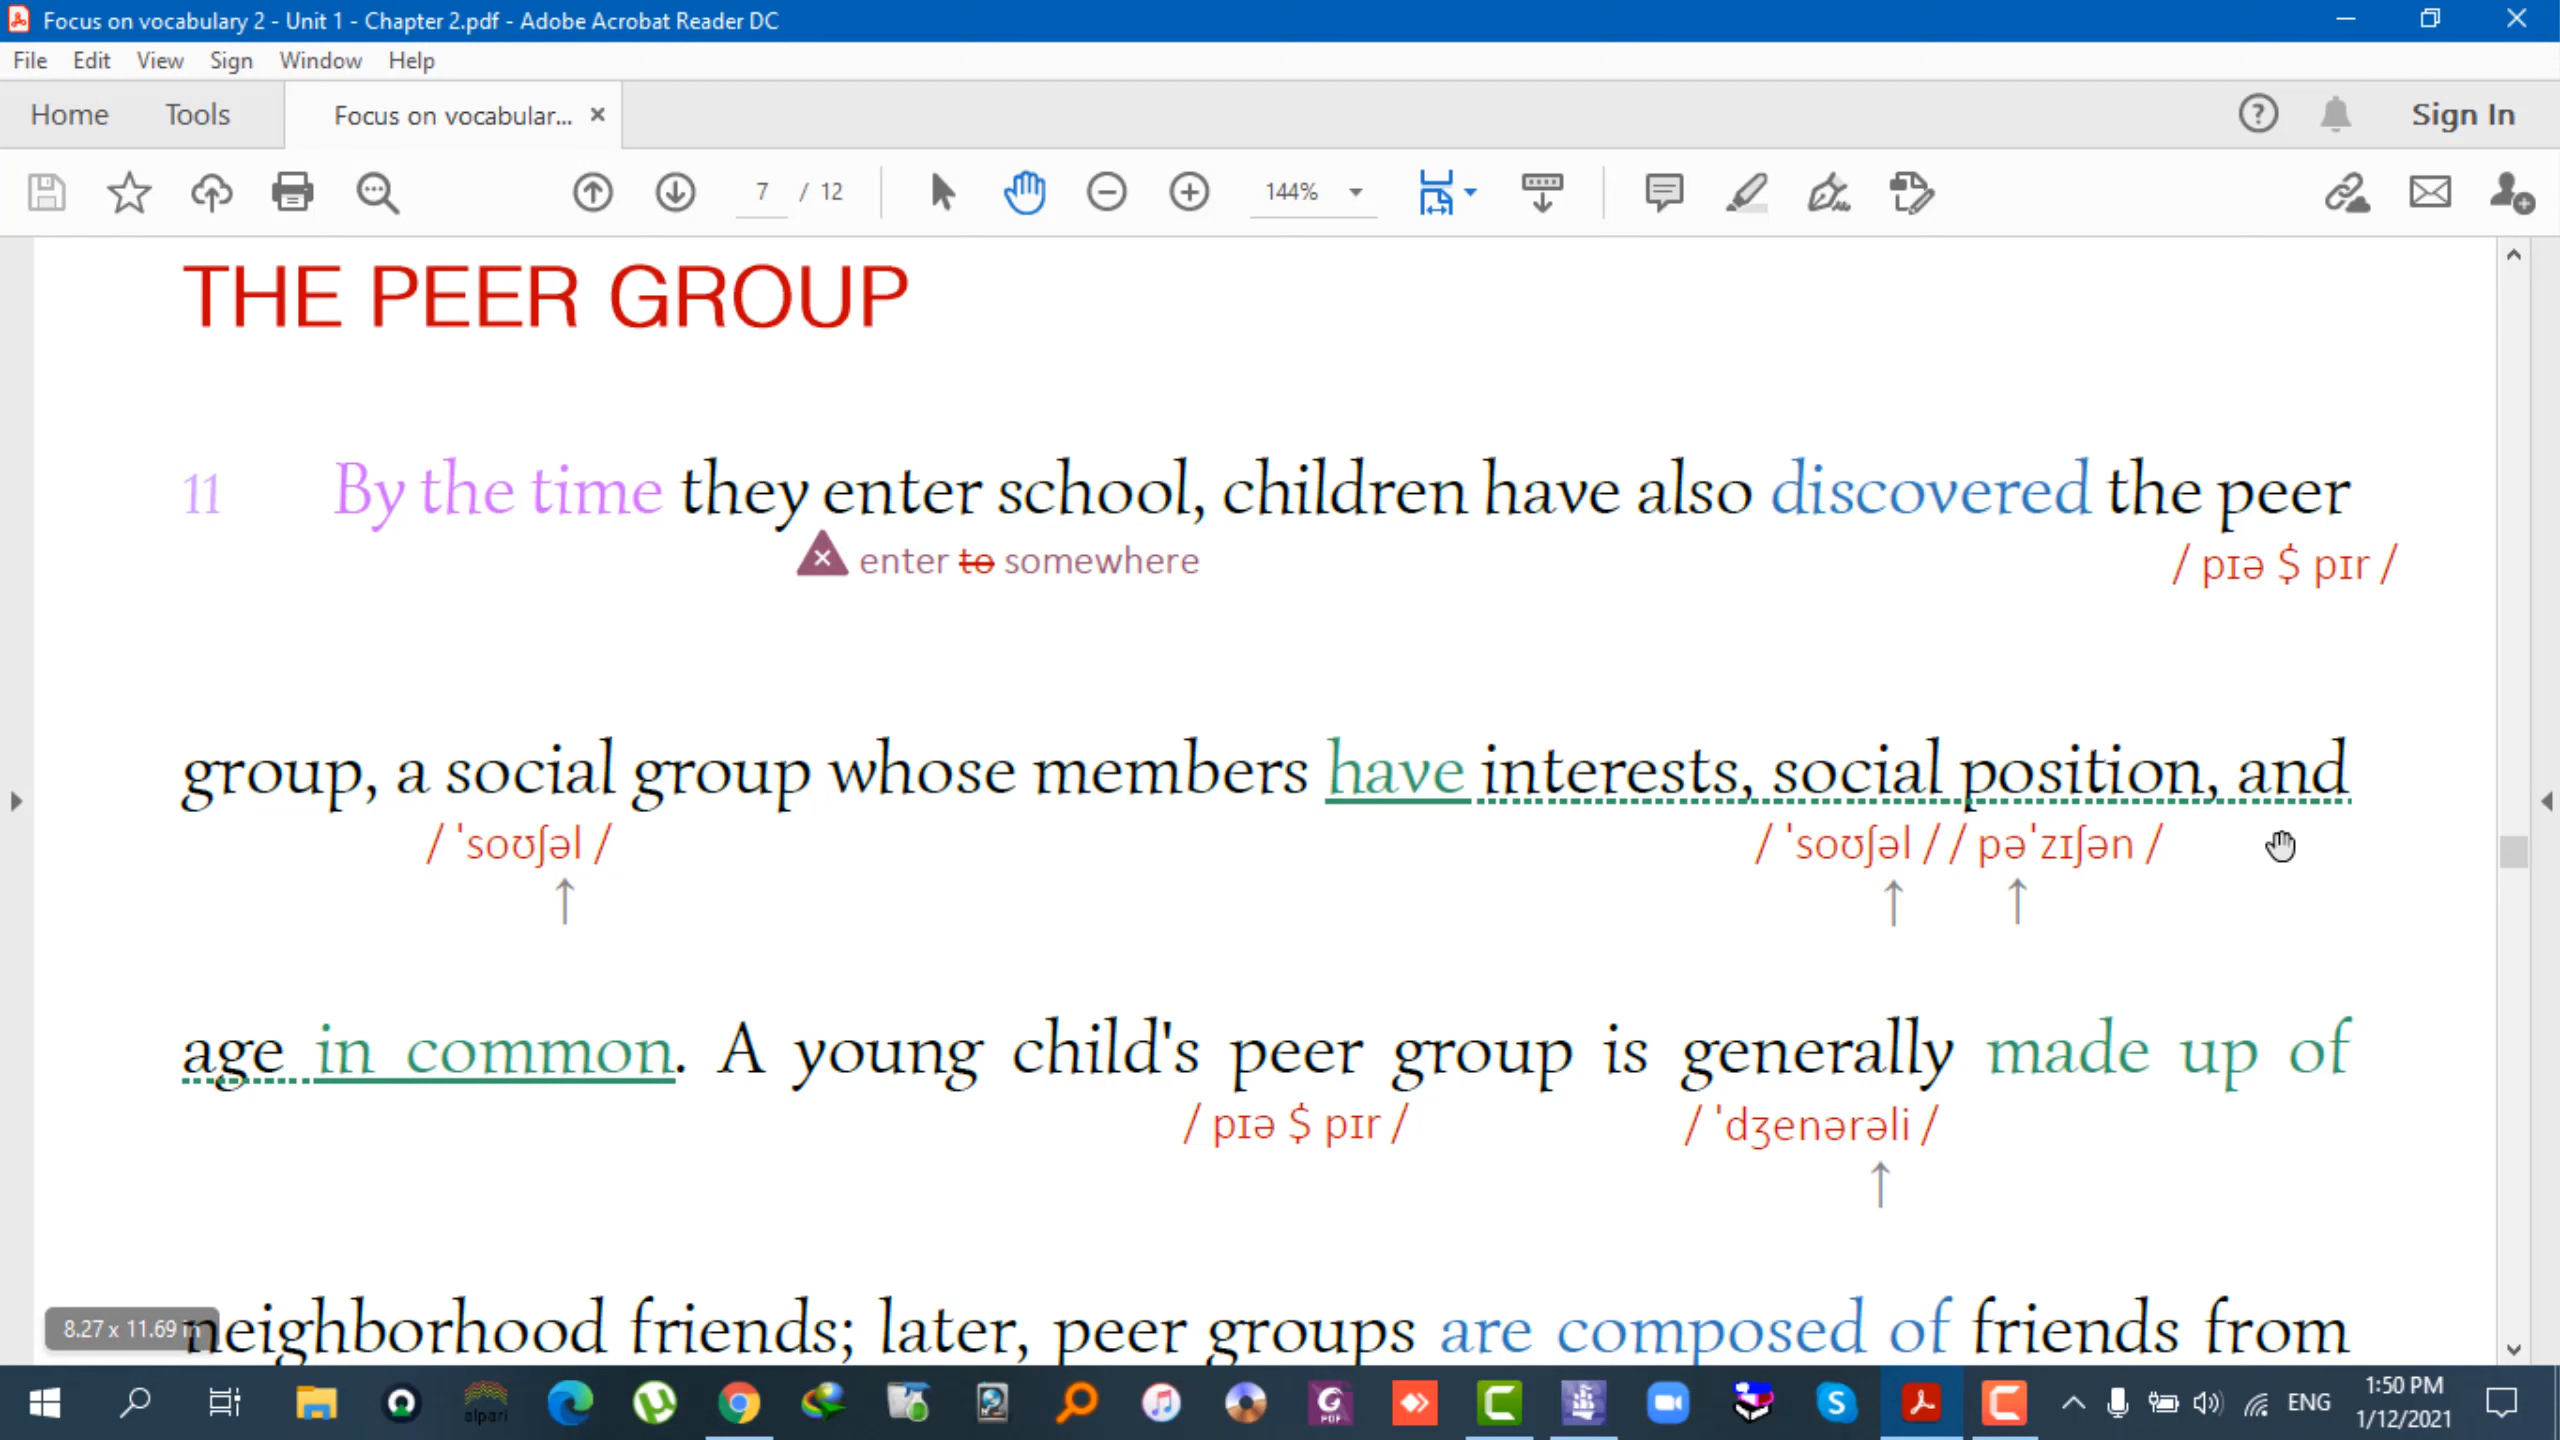 Focus on vocabulary 2 - Unit 1 - Chapter 2.pdf - Adobe Acrobat Reader DC
File Edit View Sign Window Help
Home Tools Focus on vocabular... Sign In
7 / 12 144%
THE PEER GROUP
11 By the time they enter school, children have also discovered the peer
enter to somewhere / pɪə $ pɪr /
group, a social group whose members have interests, social position, and
/ ˈsoʊʃəl / / ˈsoʊʃəl / / pəˈzɪʃən /
age in common. A young child's peer group is generally made up of
/ pɪə $ pɪr / / ˈdʒenərəli /
neighborhood friends; later, peer groups are composed of friends from
8.27 x 11.69 in
alpari G PDF ENG 1:50 PM
1/12/2021